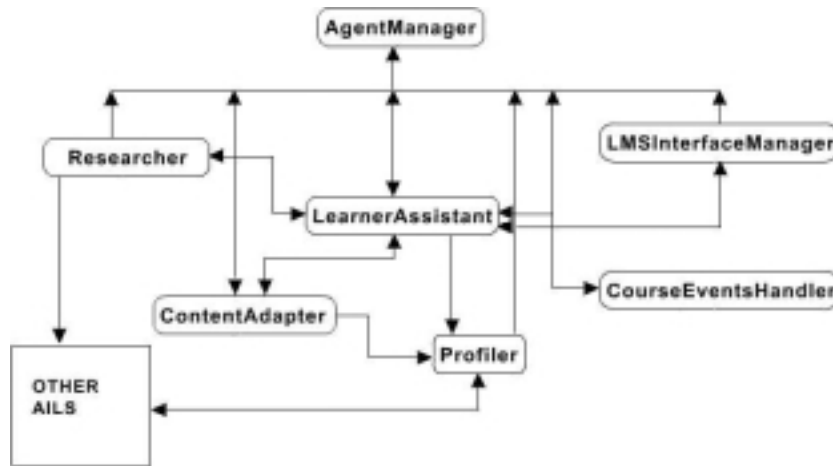 AgentManager
Researcher
LMSInterfaceManager
LearnerAssistant
ContentAdapter
CourseEventsHandler
Profiler
OTHER
AILS